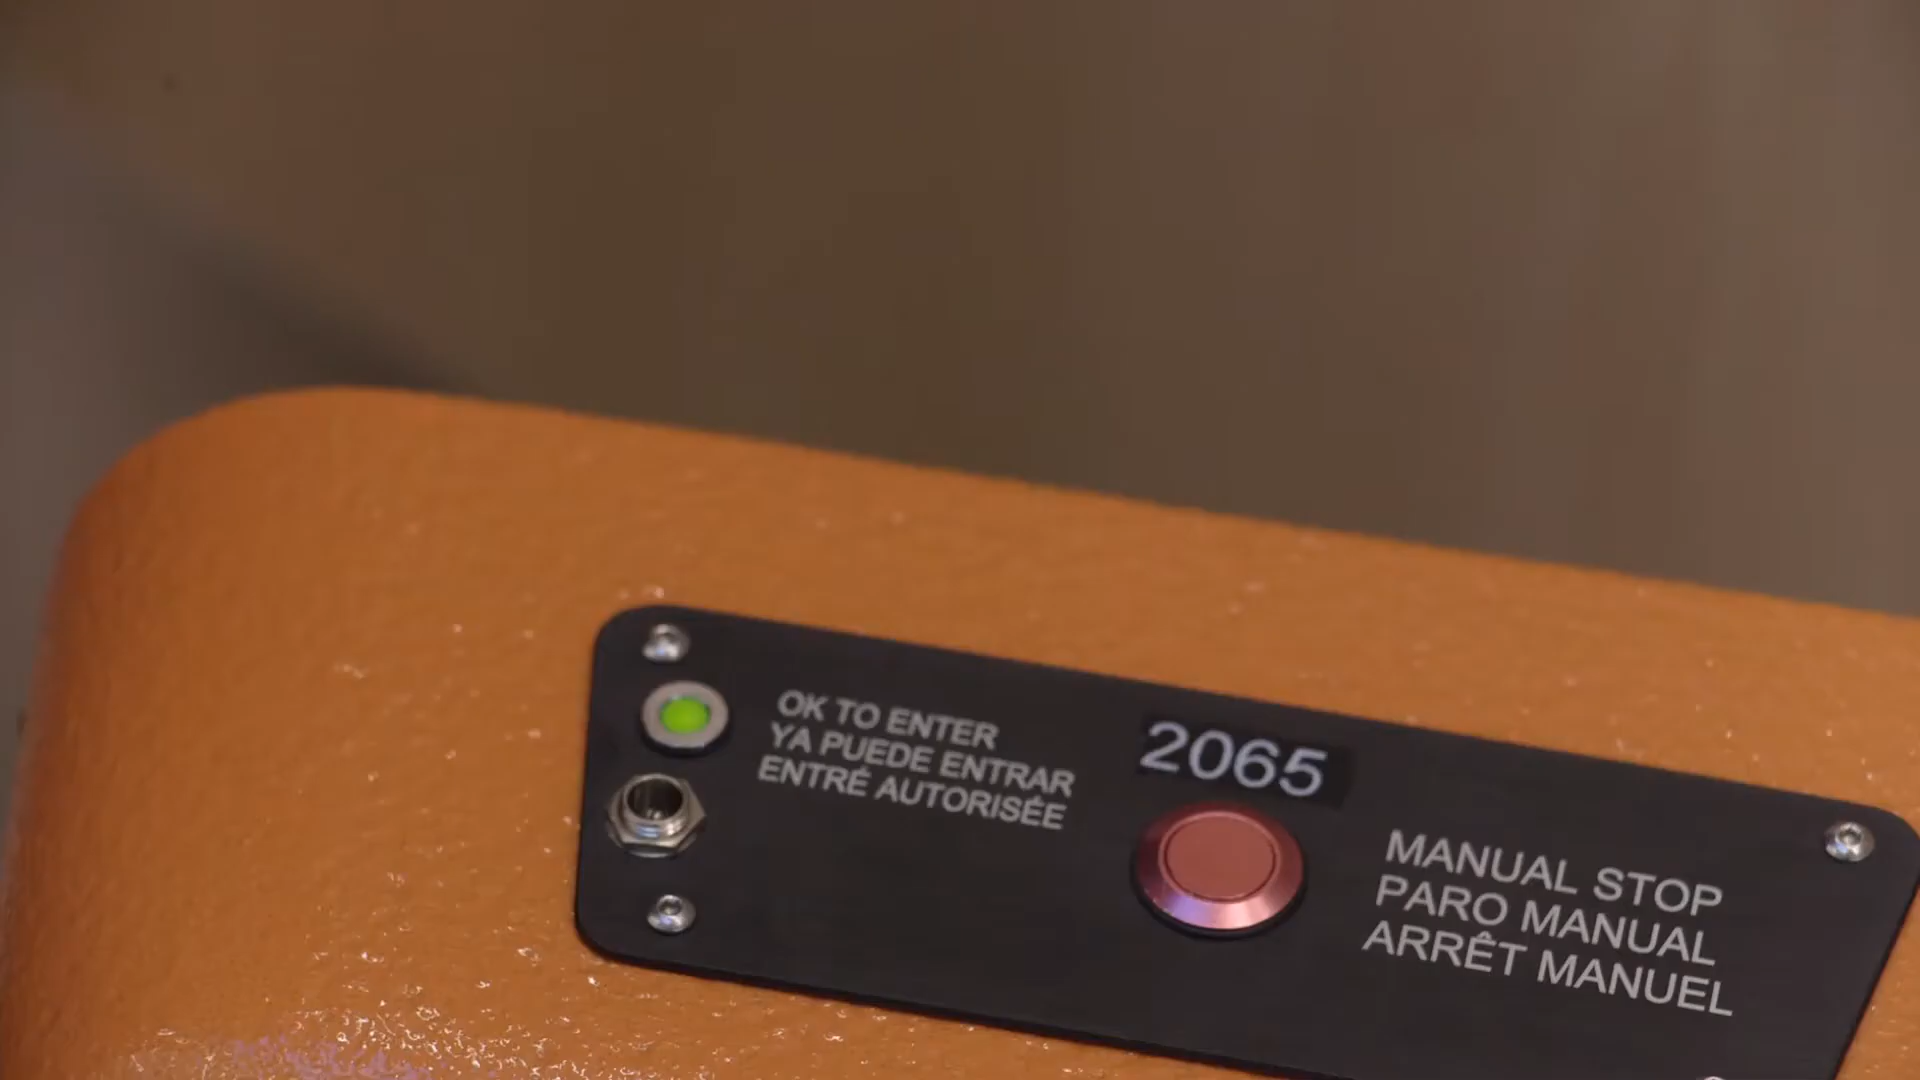 OK TO ENTER
YA PUEDE ENTRAR
ENTRÉ AUTORISÉE
2065
MANUAL STOP
PARO MANUAL
ARRÊT MANUEL